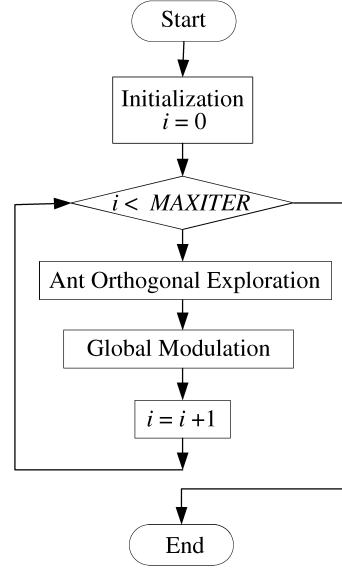 Start
Initialization
i = 0
i < MAXITER
Ant Orthogonal Exploration
Global Modulation
i = i +1
End